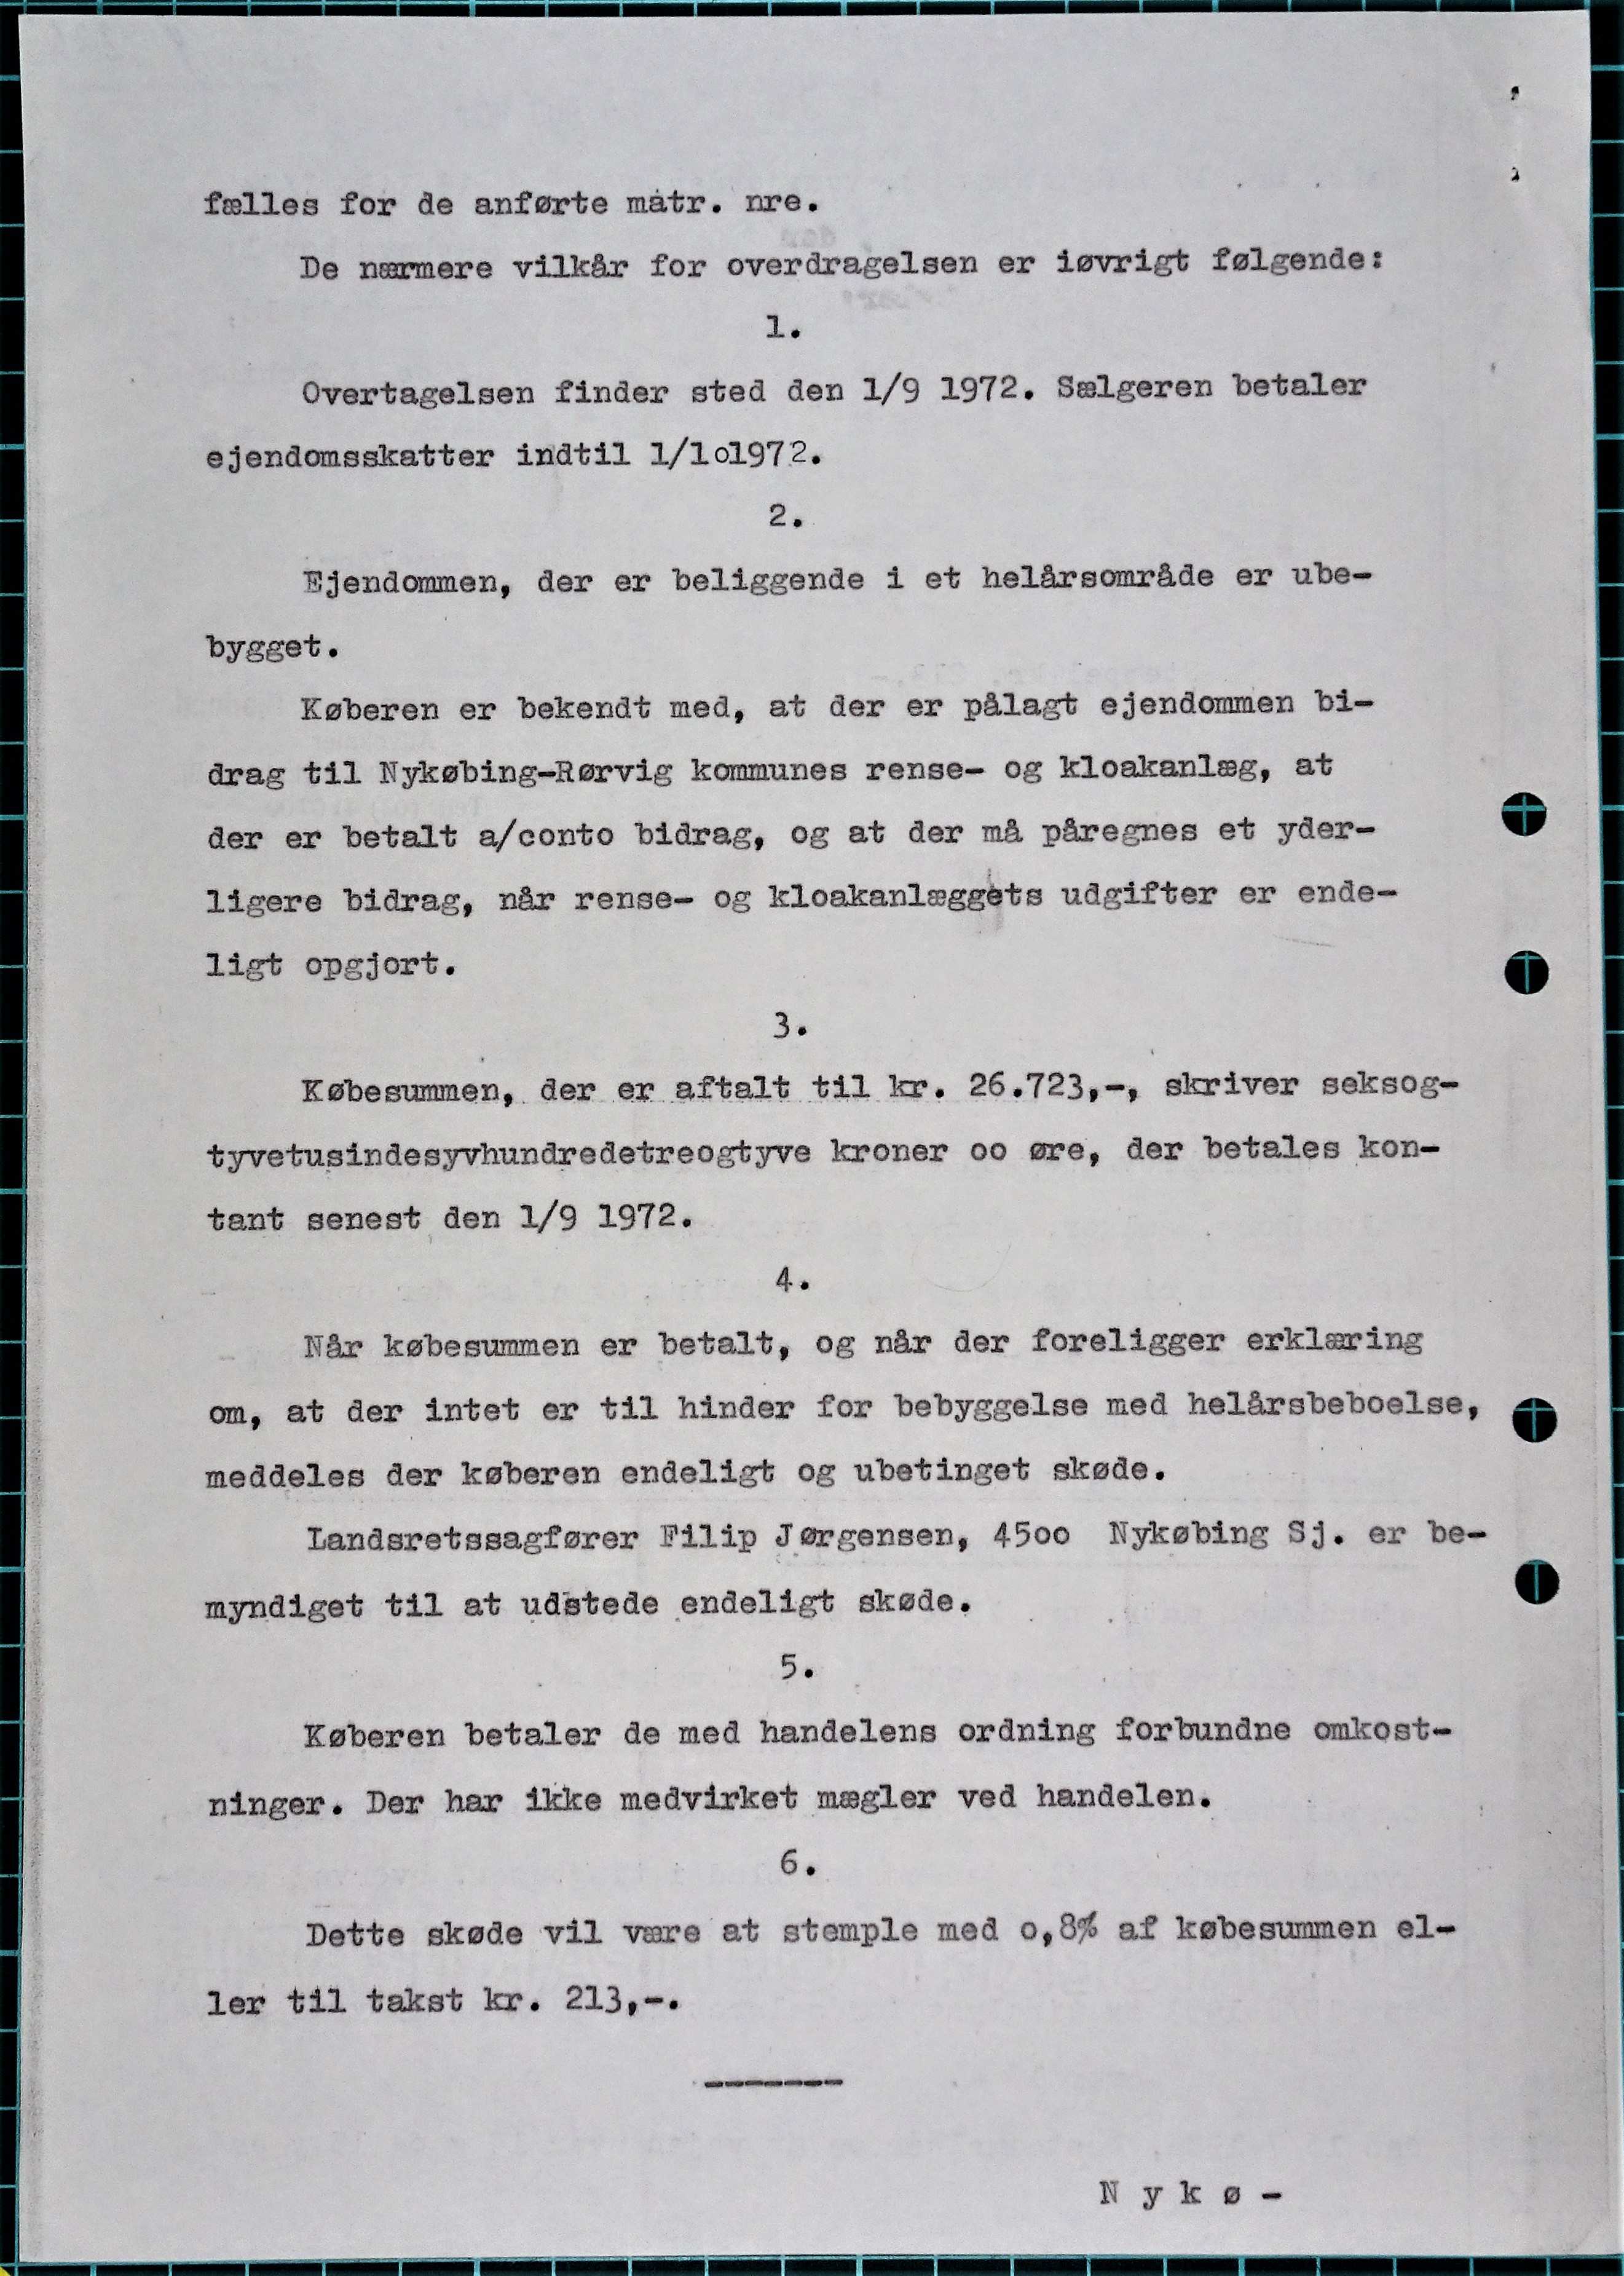 fælles for de anførte matr. nre.
De nærmere vilkår for overdragelsen er iøvrigt følgende:
1.
Overtagelsen finder sted den 1/9 1972. Sælgeren betaler
ejendomsskatter indtil 1/1o1972.
2.
Ejendommen, der er beliggende i et helårsområde er ube-
bygget.
Køberen er bekendt med, at der er pålagt ejendommen bi-
drag til Nykøbing-Rørvig kommunes rense- og kloakanlæg, at
der er betalt a/conto bidrag, og at der må påregnes et yder-
ligere bidrag, når rense- og kloakanlæggets udgifter er ende-
ligt opgjort.
3.
Købesummen, der er aftalt til kr. 26.723,-, skriver seksog-
tyvetusindesyvhundredetreogtyve kroner oo øre, der betales kon-
tant senest den 1/9 1972.
4.
Når købesummen er betalt, og når der foreligger erklæring
om, at der intet er til hinder for bebyggelse med helårsbeboelse,
meddeles der køberen endeligt og ubetinget skøde.
Landsretssagfører Filip Jørgensen, 45oo Nykøbing Sj. er be-
myndiget til at udstede endeligt skøde.
5.
Køberen betaler de med handelens ordning forbundne omkost-
ninger. Der har ikke medvirket mægler ved handelen.
6.
Dette skøde vil være at stemple med o,8% af købesummen el-
ler til takst kr. 213,-.
-------
N y k ø -